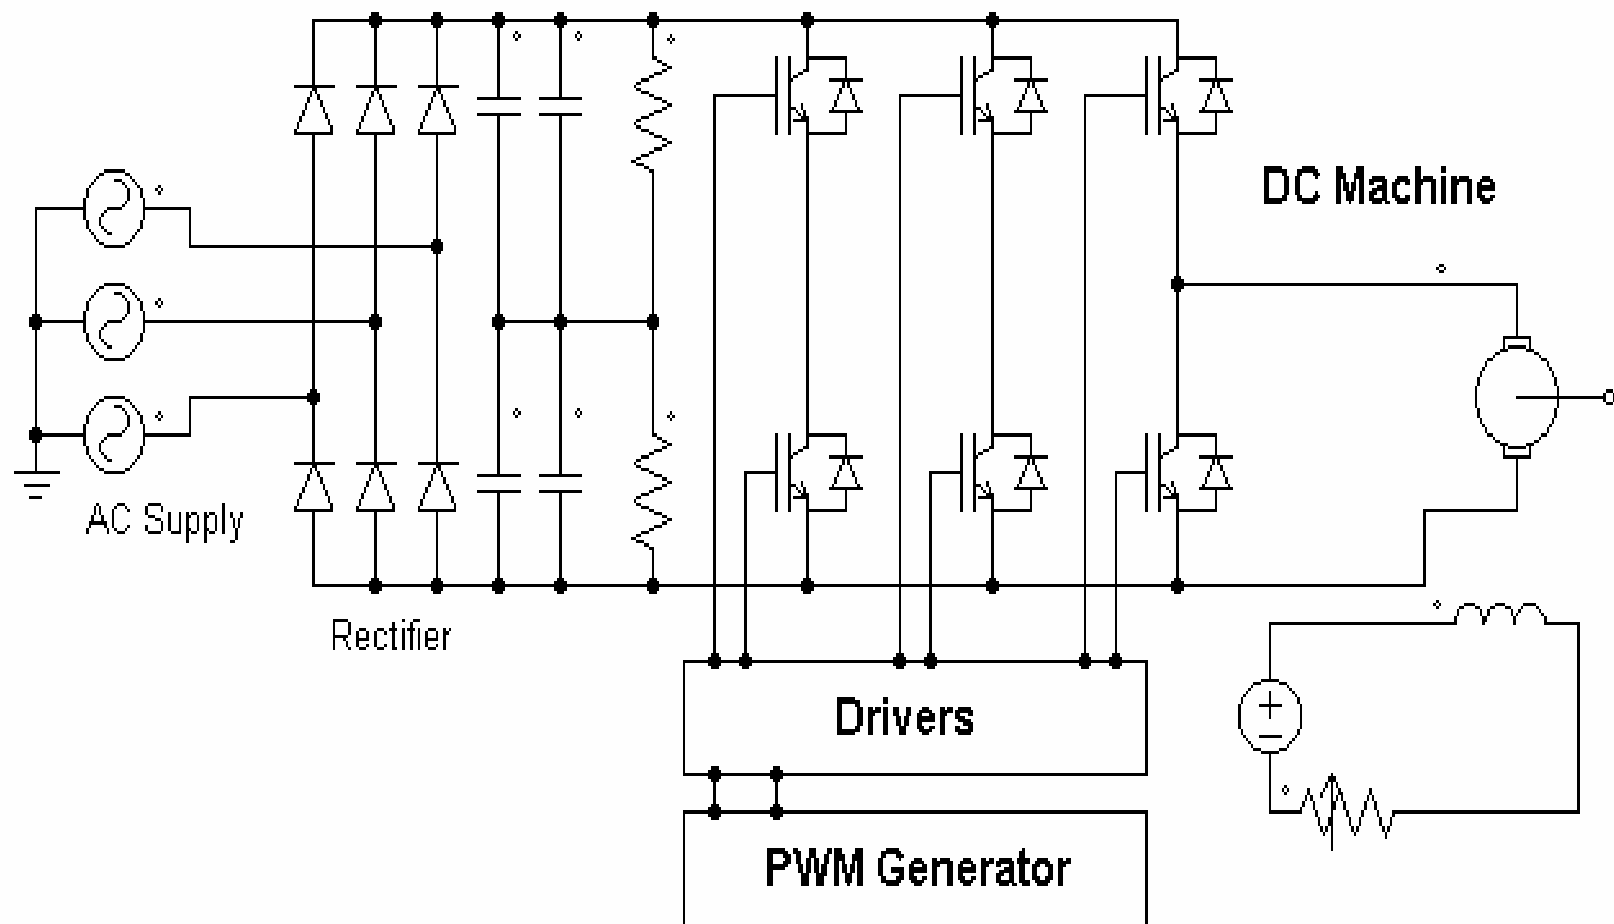 DC Machine
AC Supply
Rectifier
Drivers
PWM Generator